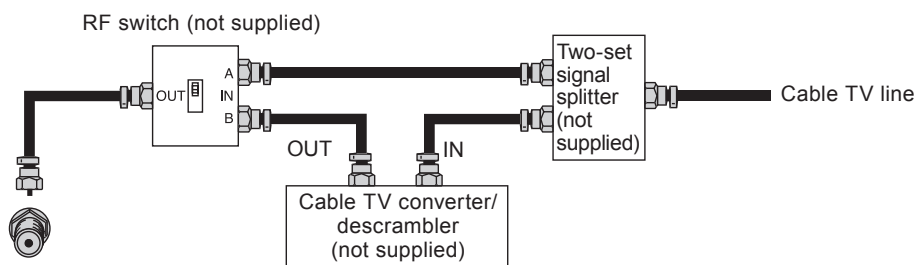 RF switch (not supplied)
OUT
A
IN
B
Two-set
signal
splitter
(not
supplied)
Cable TV line
OUT
IN
Cable TV converter/
descrambler
(not supplied)